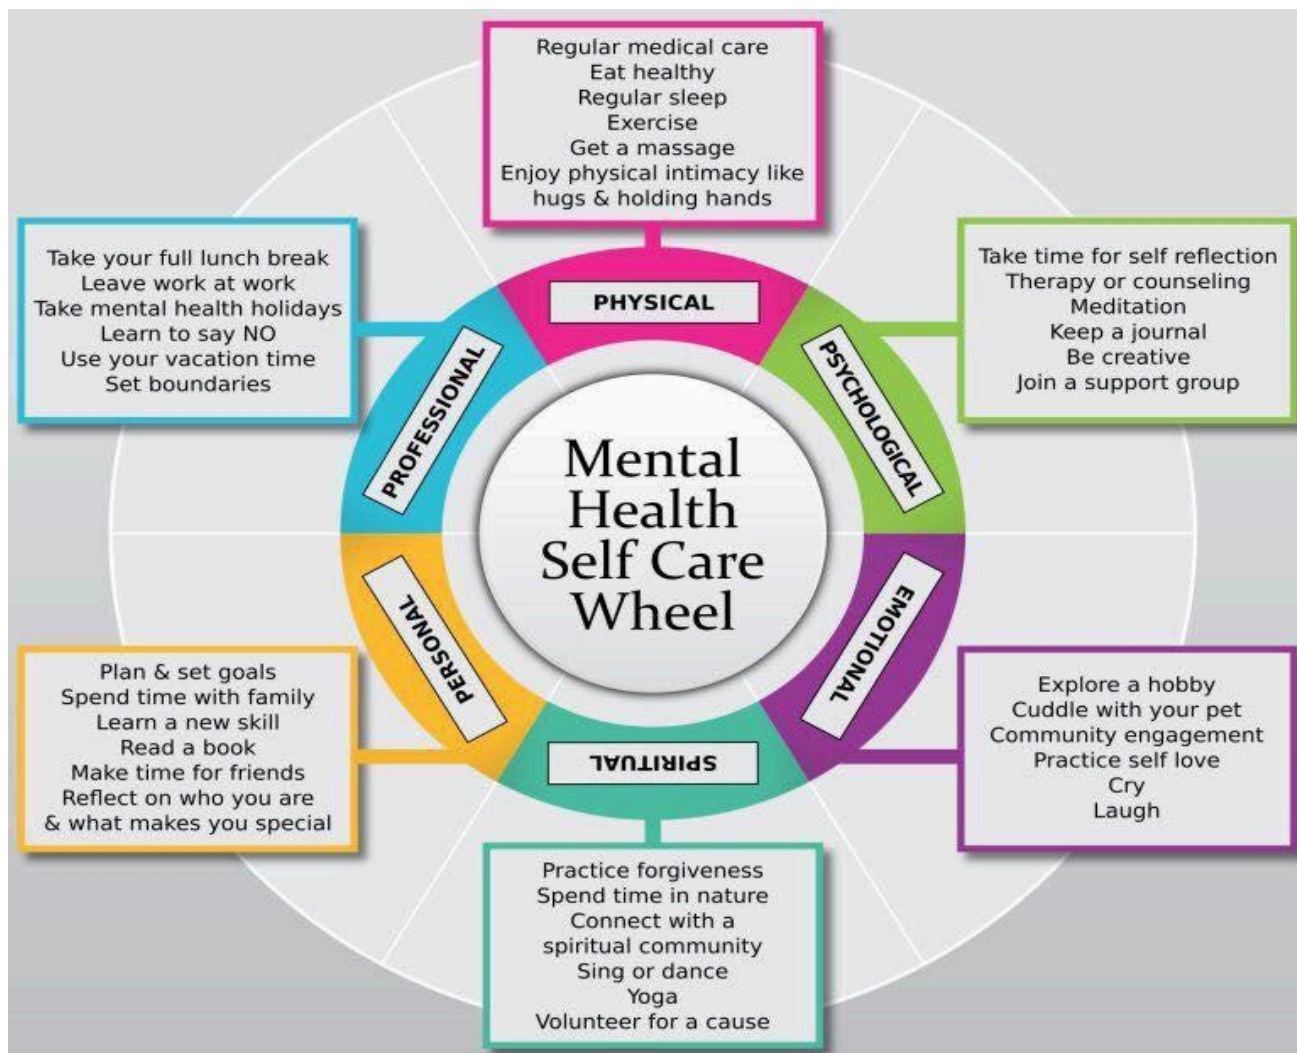 Regular medical care
Eat healthy
Regular sleep
Exercise
Get a massage
Enjoy physical intimacy like
hugs & holding hands
PHYSICAL
Take time for self reflection
Therapy or counseling
Meditation
Keep a journal
Be creative
Join a support group
PSYCHOLOGICAL
Explore a hobby
Cuddle with your pet
Community engagement
Practice self love
Cry
Laugh
EMOTIONAL
Practice forgiveness
Spend time in nature
Connect with a
spiritual community
Sing or dance
Yoga
Volunteer for a cause
SPIRITUAL
Plan & set goals
Spend time with family
Learn a new skill
Read a book
Make time for friends
Reflect on who you are
& what makes you special
PERSONAL
Take your full lunch break
Leave work at work
Take mental health holidays
Learn to say NO
Use your vacation time
Set boundaries
PROFESSIONAL
Mental
Health
Self Care
Wheel